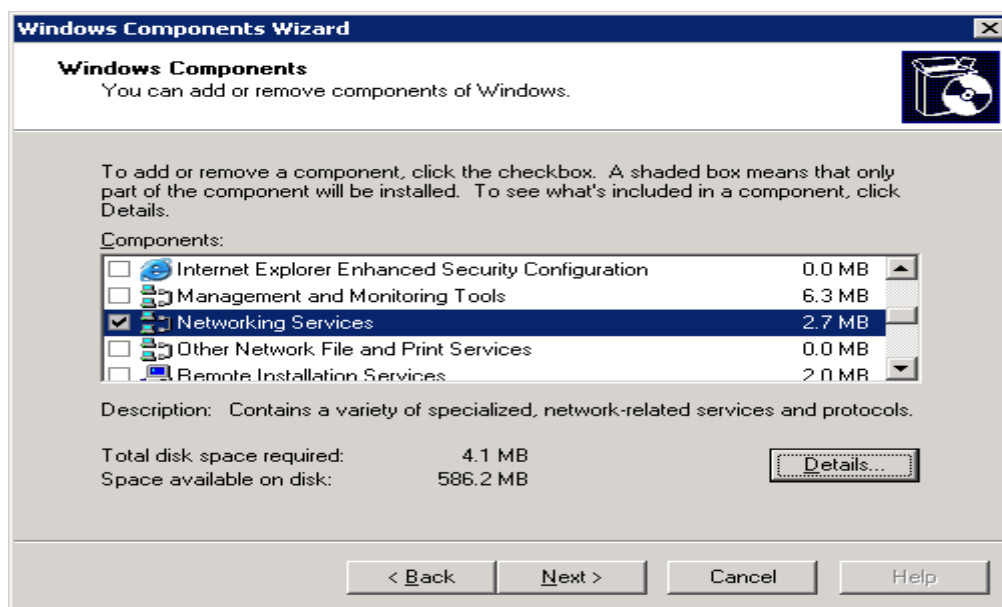 Windows Components Wizard
Windows Components
You can add or remove components of Windows.
To add or remove a component, click the checkbox. A shaded box means that only
part of the component will be installed. To see what's included in a component, click
Details.
Components:
Internet Explorer Enhanced Security Configuration 0.0 MB
Management and Monitoring Tools 6.3 MB
Networking Services 2.7 MB
Other Network File and Print Services 0.0 MB
Remote Installation Services 2.0 MB
Description: Contains a variety of specialized, network-related services and protocols.
Total disk space required: 4.1 MB
Space available on disk: 586.2 MB
Details...
< Back Next > Cancel Help